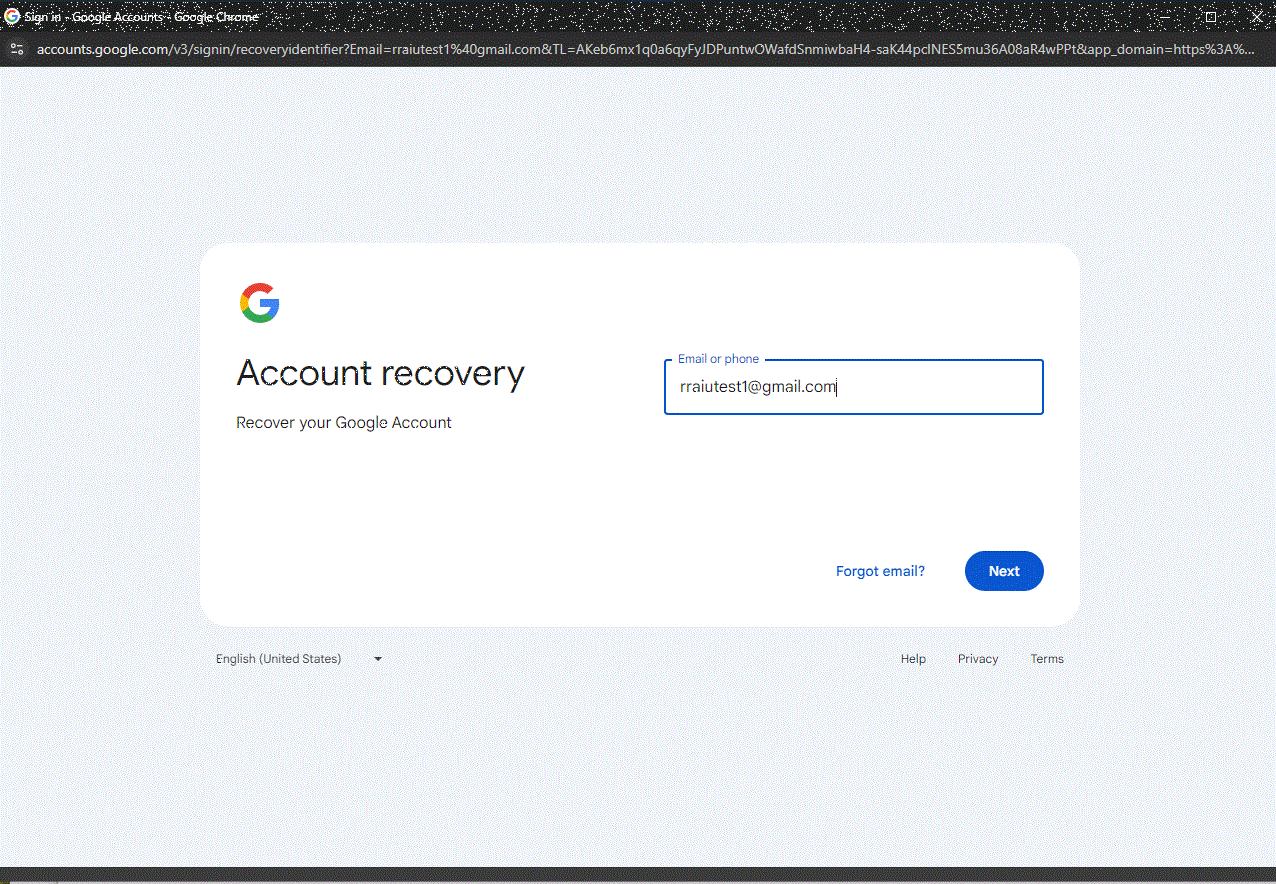 Sign in - Google Accounts - Google Chrome
accounts.google.com/v3/signin/recoveryidentifier?Email=rraiutest1%40gmail.com&TL=AKeb6mx1q0a6qyFyJDPuntwOWafdSnmiwbaH4-saK44pclNES5mu36A08aR4wPPt&app_domain=https%3A%...
Account recovery
Recover your Google Account
Email or phone
rraiutest1@gmail.com
Forgot email?
Next
English (United States)
Help
Privacy
Terms